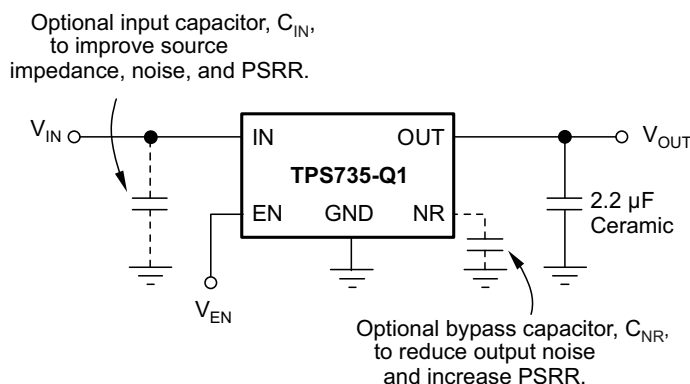 Optional input capacitor, C_IN,
to improve source
impedance, noise, and PSRR.
V_IN
IN
OUT
V_OUT
TPS735-Q1
EN
GND
NR
2.2 µF
Ceramic
V_EN
Optional bypass capacitor, C_NR,
to reduce output noise
and increase PSRR.